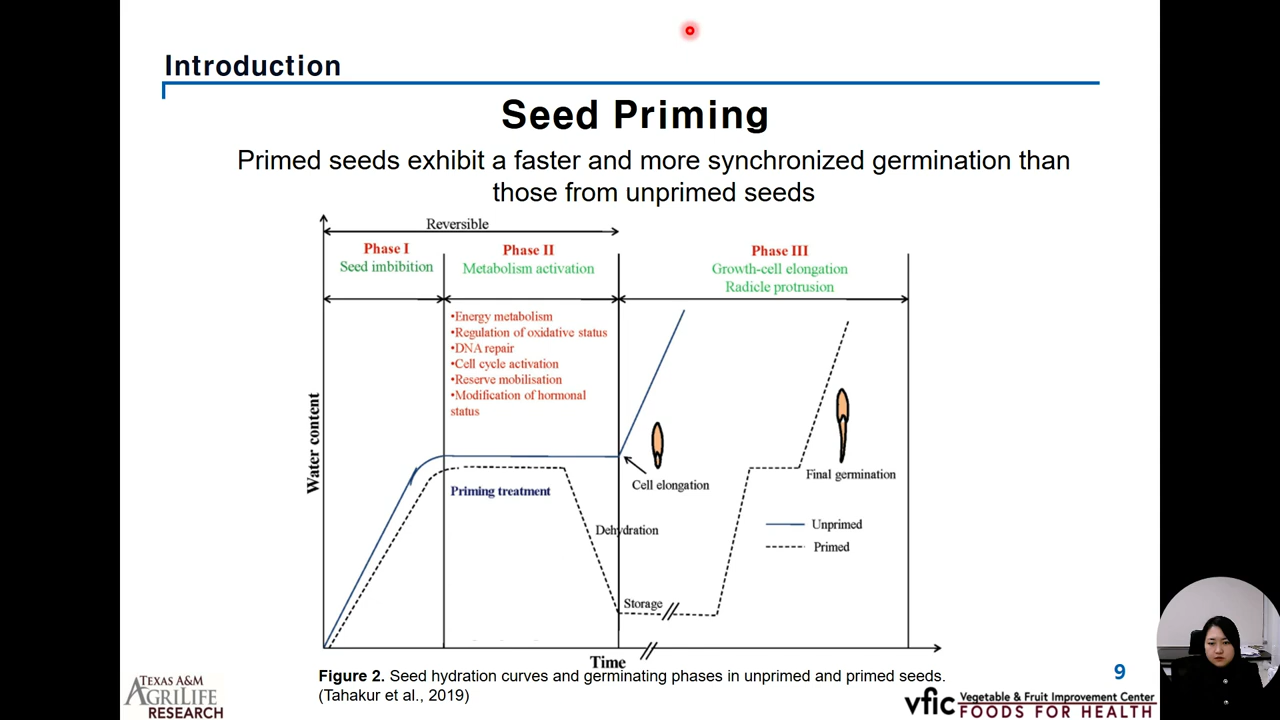 Introduction
Seed Priming
Primed seeds exhibit a faster and more synchronized germination than
those from unprimed seeds
Reversible
Phase I
Seed imbibition
Phase II
Metabolism activation
Phase III
Growth-cell elongation
Radicle protrusion
•Energy metabolism
•Regulation of oxidative status
•DNA repair
•Cell cycle activation
•Reserve mobilisation
•Modification of hormonal
status
Water content
Priming treatment
Cell elongation
Final germination
Dehydration
Unprimed
Primed
Storage
Time
Figure 2. Seed hydration curves and germinating phases in unprimed and primed seeds.
(Tahakur et al., 2019)
9
TEXAS A&M
AGRILIFE
RESEARCH
vfic Vegetable & Fruit Improvement Center
FOODS FOR HEALTH